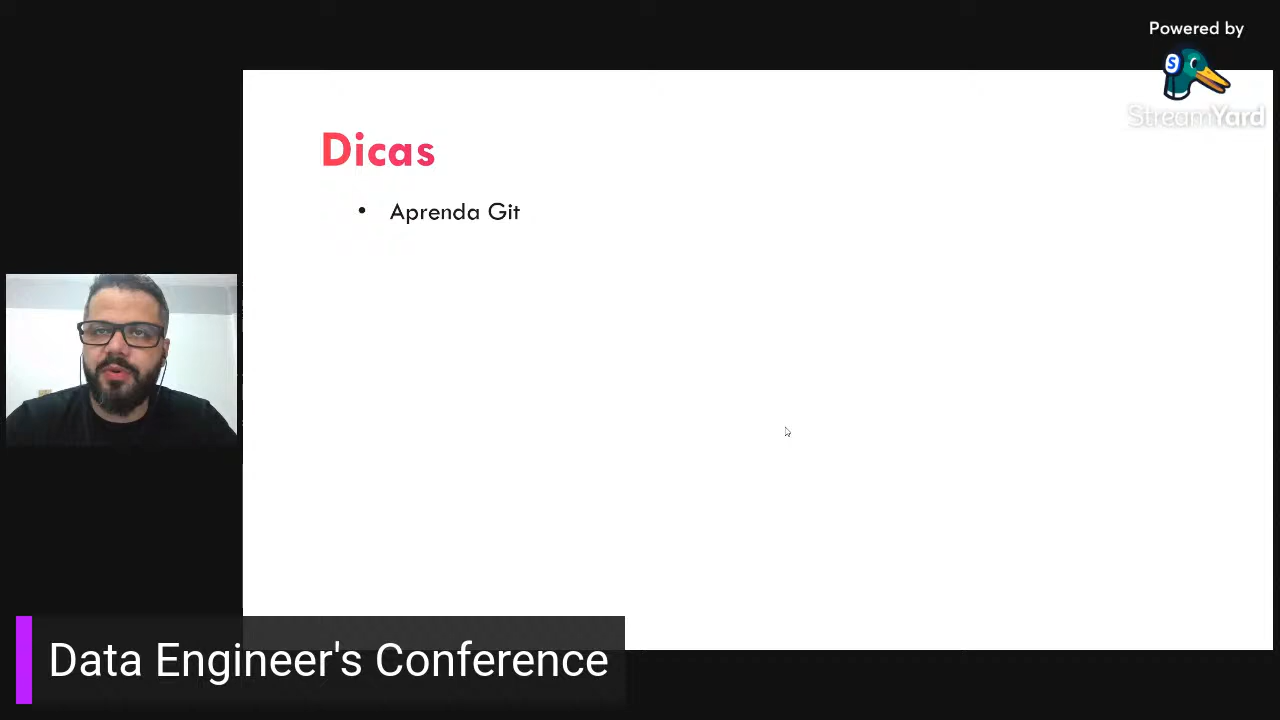 Powered by
S
StreamYard
Dicas
• Aprenda Git
Data Engineer's Conference